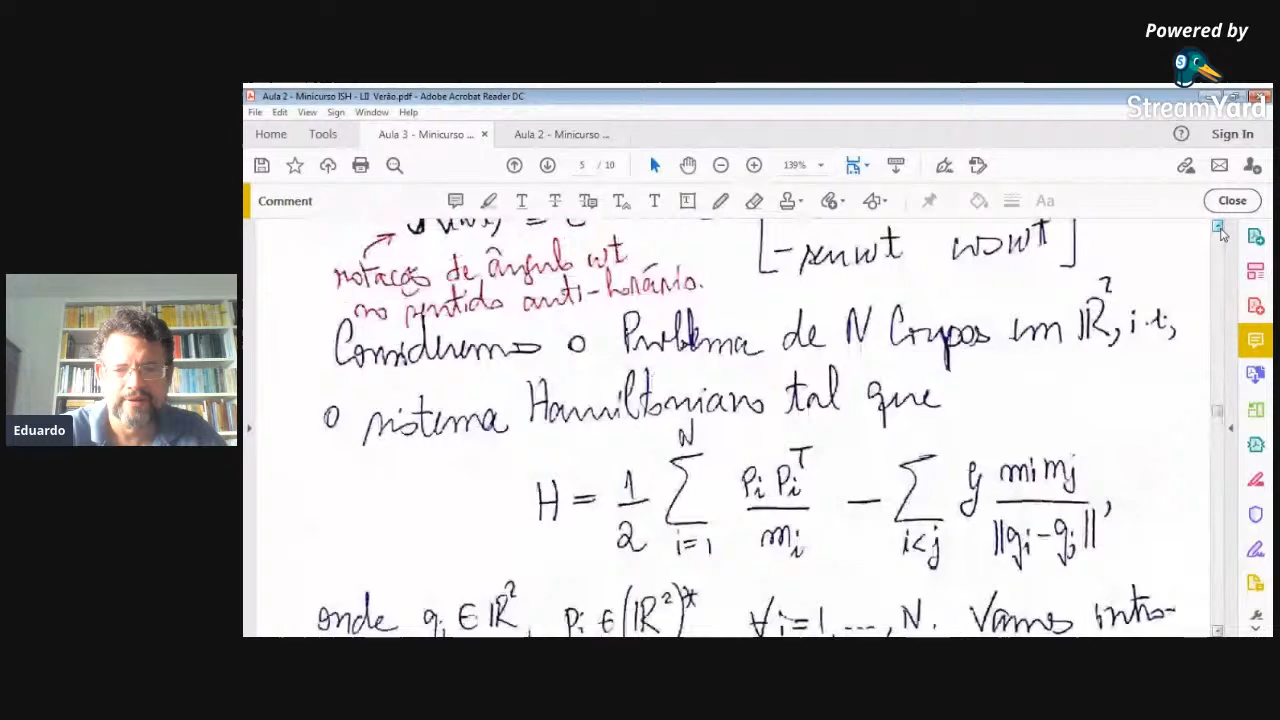 Powered by
StreamYard
Aula 2 - Minicurso ISH - LII Verão.pdf - Adobe Acrobat Reader DC
File Edit View Sign Window Help
Home Tools Aula 3 - Minicurso ... × Aula 2 - Minicurso ... Sign In
5 / 10 139%
Comment Aa Close
[-sen wt cos wt]
rotação de ângulo wt
no sentido anti-horário.
Consideremos o Problema de N Corpos em ℝ², i.e.,
o sistema Hamiltoniano tal que
H = 1/2 Σ_{i=1}^{N} p_i p_i^T / m_i − Σ_{i<j} G m_i m_j / ||q_i − q_j||,
onde q_i ∈ ℝ², p_i ∈ (ℝ²)* ∀ i=1, ..., N. Vamos intro-
Eduardo